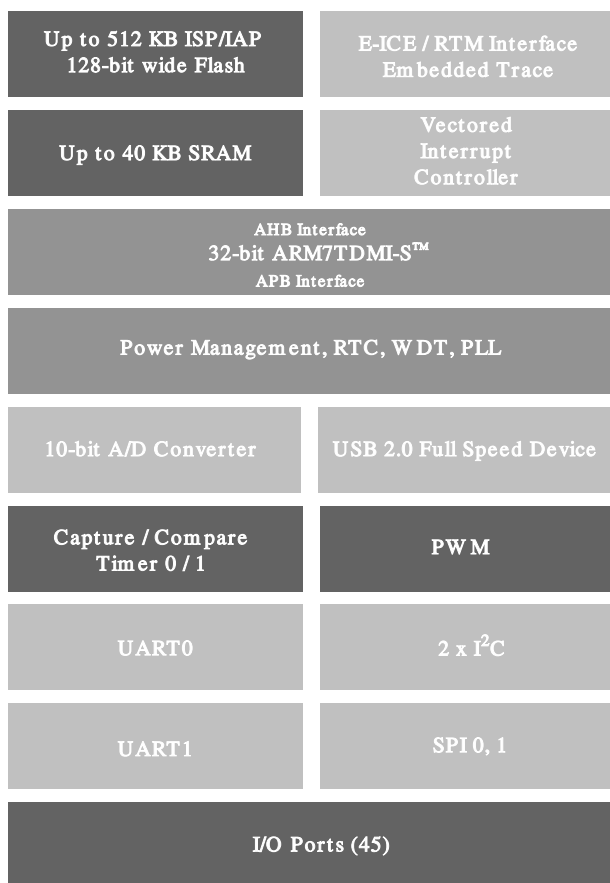 Up to 512 KB ISP/IAP
128-bit wide Flash
E-ICE / RTM Interface
Embedded Trace
Up to 40 KB SRAM
Vectored
Interrupt
Controller
AHB Interface
32-bit ARM7TDMI-S™
APB Interface
Power Management, RTC, WDT, PLL
10-bit A/D Converter
USB 2.0 Full Speed Device
Capture / Compare
Timer 0 / 1
PWM
UART0
2 x I²C
UART1
SPI 0, 1
I/O Ports (45)